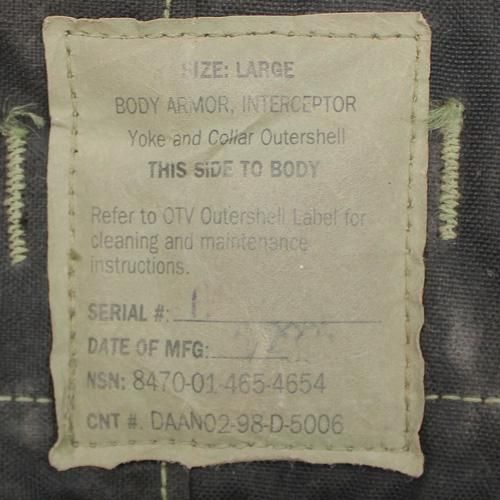 SIZE: LARGE
BODY ARMOR, INTERCEPTOR
Yoke and Collar Outershell
THIS SIDE TO BODY
Refer to OTV Outershell Label for
cleaning and maintenance
instructions.
SERIAL #:
DATE OF MFG:
NSN: 8470-01-465-4654
CNT #: DAAN02-98-D-5006